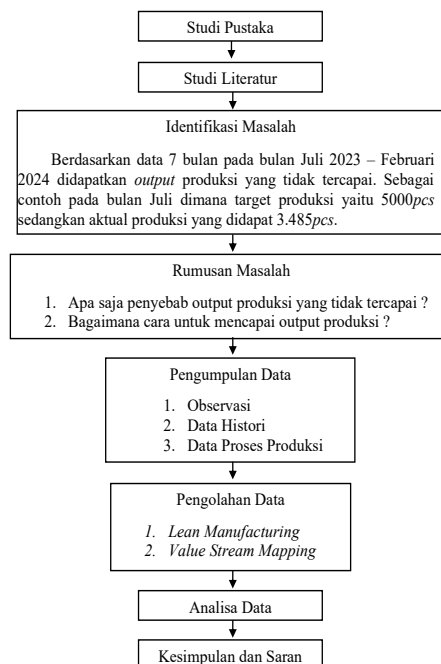 Studi Pustaka
Studi Literatur
Identifikasi Masalah
Berdasarkan data 7 bulan pada bulan Juli 2023 – Februari
2024 didapatkan output produksi yang tidak tercapai. Sebagai
contoh pada bulan Juli dimana target produksi yaitu 5000pcs
sedangkan aktual produksi yang didapat 3.485pcs.
Rumusan Masalah
1. Apa saja penyebab output produksi yang tidak tercapai ?
2. Bagaimana cara untuk mencapai output produksi ?
Pengumpulan Data
1. Observasi
2. Data Histori
3. Data Proses Produksi
Pengolahan Data
1. Lean Manufacturing
2. Value Stream Mapping
Analisa Data
Kesimpulan dan Saran